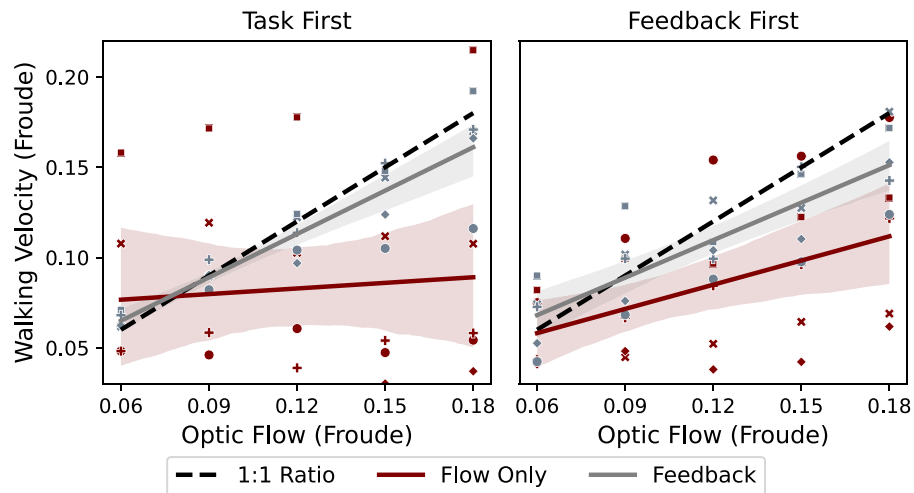 Task First
Feedback First
Walking Velocity (Froude)
0.20
0.15
0.10
0.05
0.06 0.09 0.12 0.15 0.18
0.06 0.09 0.12 0.15 0.18
Optic Flow (Froude)
Optic Flow (Froude)
1:1 Ratio
Flow Only
Feedback